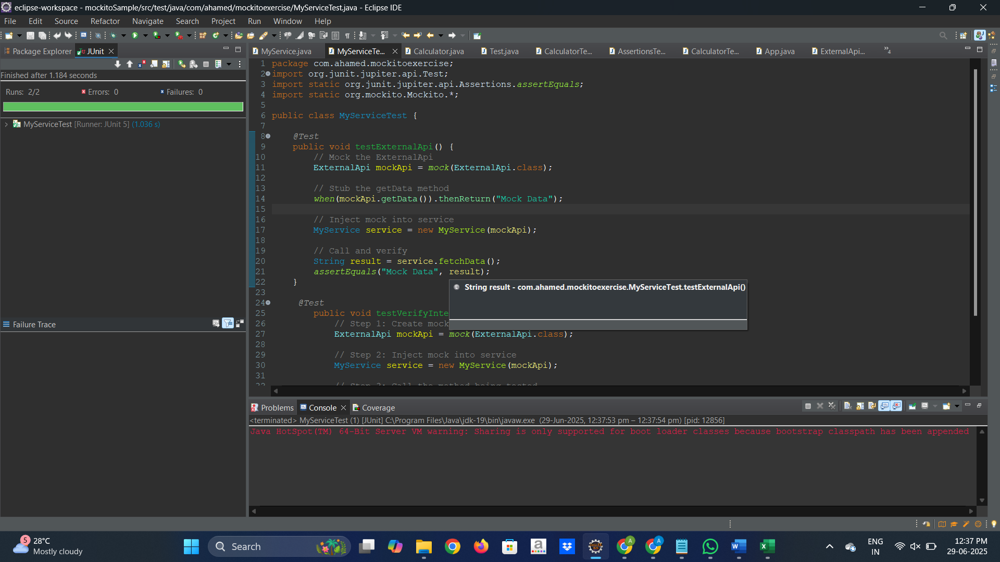 eclipse-workspace - mockitoSample/src/test/java/com/ahamed/mockitoexercise/MyServiceTest.java - Eclipse IDE
File Edit Source Refactor Navigate Search Project Run Window Help
Package Explorer JUnit
Finished after 1.184 seconds
Runs: 2/2 Errors: 0 Failures: 0
MyServiceTest [Runner: JUnit 5] (1.036 s)
Failure Trace
MyService.java MyServiceTe... Calculator.java Test.java CalculatorTe... AssertionsTe... CalculatorTe... App.java ExternalApi... »4
1 package com.ahamed.mockitoexercise;
2 import org.junit.jupiter.api.Test;
3 import static org.junit.jupiter.api.Assertions.assertEquals;
4 import static org.mockito.Mockito.*;
5
6 public class MyServiceTest {
7
8 @Test
9 public void testExternalApi() {
10 // Mock the ExternalApi
11 ExternalApi mockApi = mock(ExternalApi.class);
12
13 // Stub the getData method
14 when(mockApi.getData()).thenReturn("Mock Data");
15
16 // Inject mock into service
17 MyService service = new MyService(mockApi);
18
19 // Call and verify
20 String result = service.fetchData();
21 assertEquals("Mock Data", result);
22 }
23
String result - com.ahamed.mockitoexercise.MyServiceTest.testExternalApi()
24 @Test
25 public void testVerifyInte
26 // Step 1: Create mock
27 ExternalApi mockApi = mock(ExternalApi.class);
28
29 // Step 2: Inject mock into service
30 MyService service = new MyService(mockApi);
31
32 // Step 3: Call the method being tested
Problems Console Coverage
<terminated> MyServiceTest (1) [JUnit] C:\Program Files\Java\jdk-19\bin\javaw.exe (29-Jun-2025, 12:37:53 pm – 12:37:54 pm) [pid: 12856]
Java HotSpot(TM) 64-Bit Server VM warning: Sharing is only supported for boot loader classes because bootstrap classpath has been appended
5
28°C
Mostly cloudy
Search
ENG
IN
12:37 PM
29-06-2025